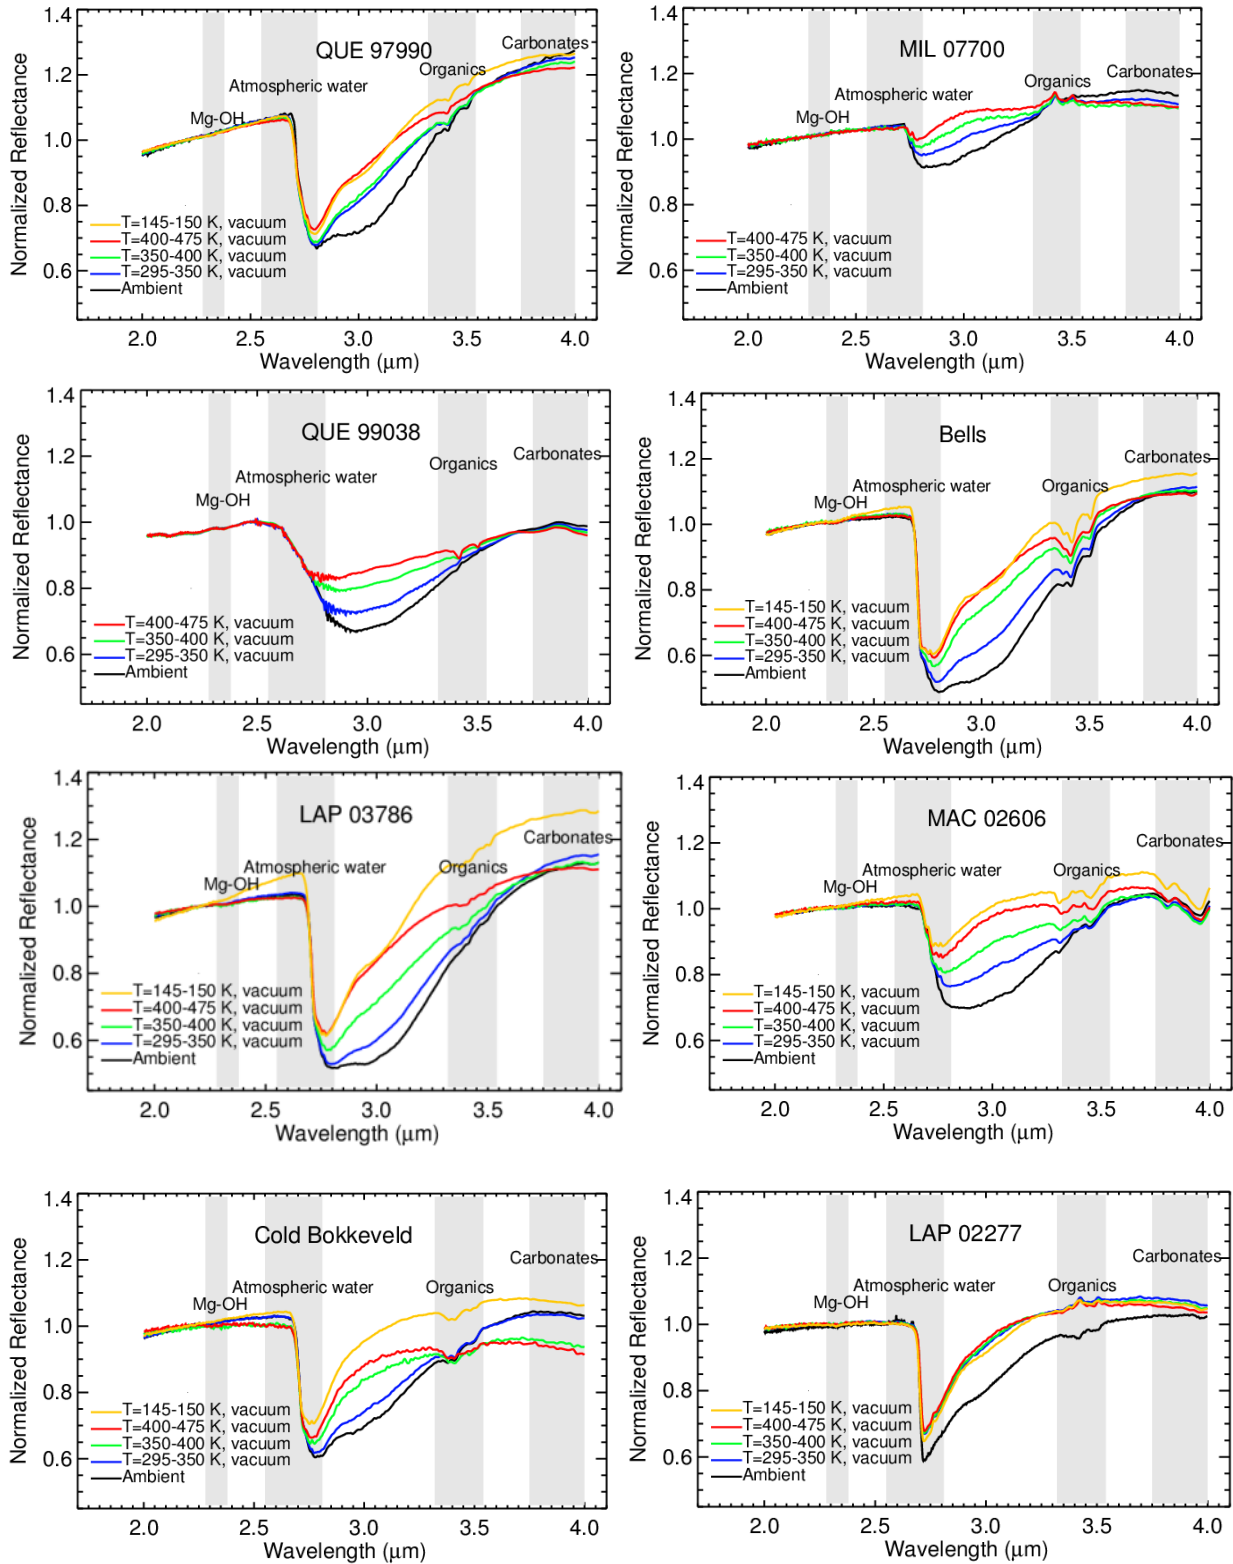 QUE 97990
Carbonates
Organics
Atmospheric water
Mg-OH
T=145-150 K, vacuum
T=400-475 K, vacuum
T=350-400 K, vacuum
T=295-350 K, vacuum
Ambient
Normalized Reflectance
1.4
1.2
1.0
0.8
0.6
2.0 2.5 3.0 3.5 4.0
Wavelength (μm)
MIL 07700
Carbonates
Organics
Atmospheric water
Mg-OH
T=400-475 K, vacuum
T=350-400 K, vacuum
T=295-350 K, vacuum
Ambient
Normalized Reflectance
1.4
1.2
1.0
0.8
0.6
2.0 2.5 3.0 3.5 4.0
Wavelength (μm)
QUE 99038
Carbonates
Organics
Atmospheric water
Mg-OH
T=400-475 K, vacuum
T=350-400 K, vacuum
T=295-350 K, vacuum
Ambient
Normalized Reflectance
1.4
1.2
1.0
0.8
0.6
2.0 2.5 3.0 3.5 4.0
Wavelength (μm)
Bells
Carbonates
Organics
Atmospheric water
Mg-OH
T=145-150 K, vacuum
T=400-475 K, vacuum
T=350-400 K, vacuum
T=295-350 K, vacuum
Ambient
Normalized Reflectance
1.4
1.2
1.0
0.8
0.6
2.0 2.5 3.0 3.5 4.0
Wavelength (μm)
LAP 03786
Carbonates
Organics
Atmospheric water
Mg-OH
T=145-150 K, vacuum
T=400-475 K, vacuum
T=350-400 K, vacuum
T=295-350 K, vacuum
Ambient
Normalized Reflectance
1.4
1.2
1.0
0.8
0.6
2.0 2.5 3.0 3.5 4.0
Wavelength (μm)
MAC 02606
Carbonates
Organics
Atmospheric water
Mg-OH
T=145-150 K, vacuum
T=400-475 K, vacuum
T=350-400 K, vacuum
T=295-350 K, vacuum
Ambient
Normalized Reflectance
1.4
1.2
1.0
0.8
0.6
2.0 2.5 3.0 3.5 4.0
Wavelength (μm)
Cold Bokkeveld
Carbonates
Organics
Atmospheric water
Mg-OH
T=145-150 K, vacuum
T=400-475 K, vacuum
T=350-400 K, vacuum
T=295-350 K, vacuum
Ambient
Normalized Reflectance
1.4
1.2
1.0
0.8
0.6
2.0 2.5 3.0 3.5 4.0
Wavelength (μm)
LAP 02277
Carbonates
Organics
Atmospheric water
Mg-OH
T=145-150 K, vacuum
T=400-475 K, vacuum
T=350-400 K, vacuum
T=295-350 K, vacuum
Ambient
Normalized Reflectance
1.4
1.2
1.0
0.8
0.6
2.0 2.5 3.0 3.5 4.0
Wavelength (μm)